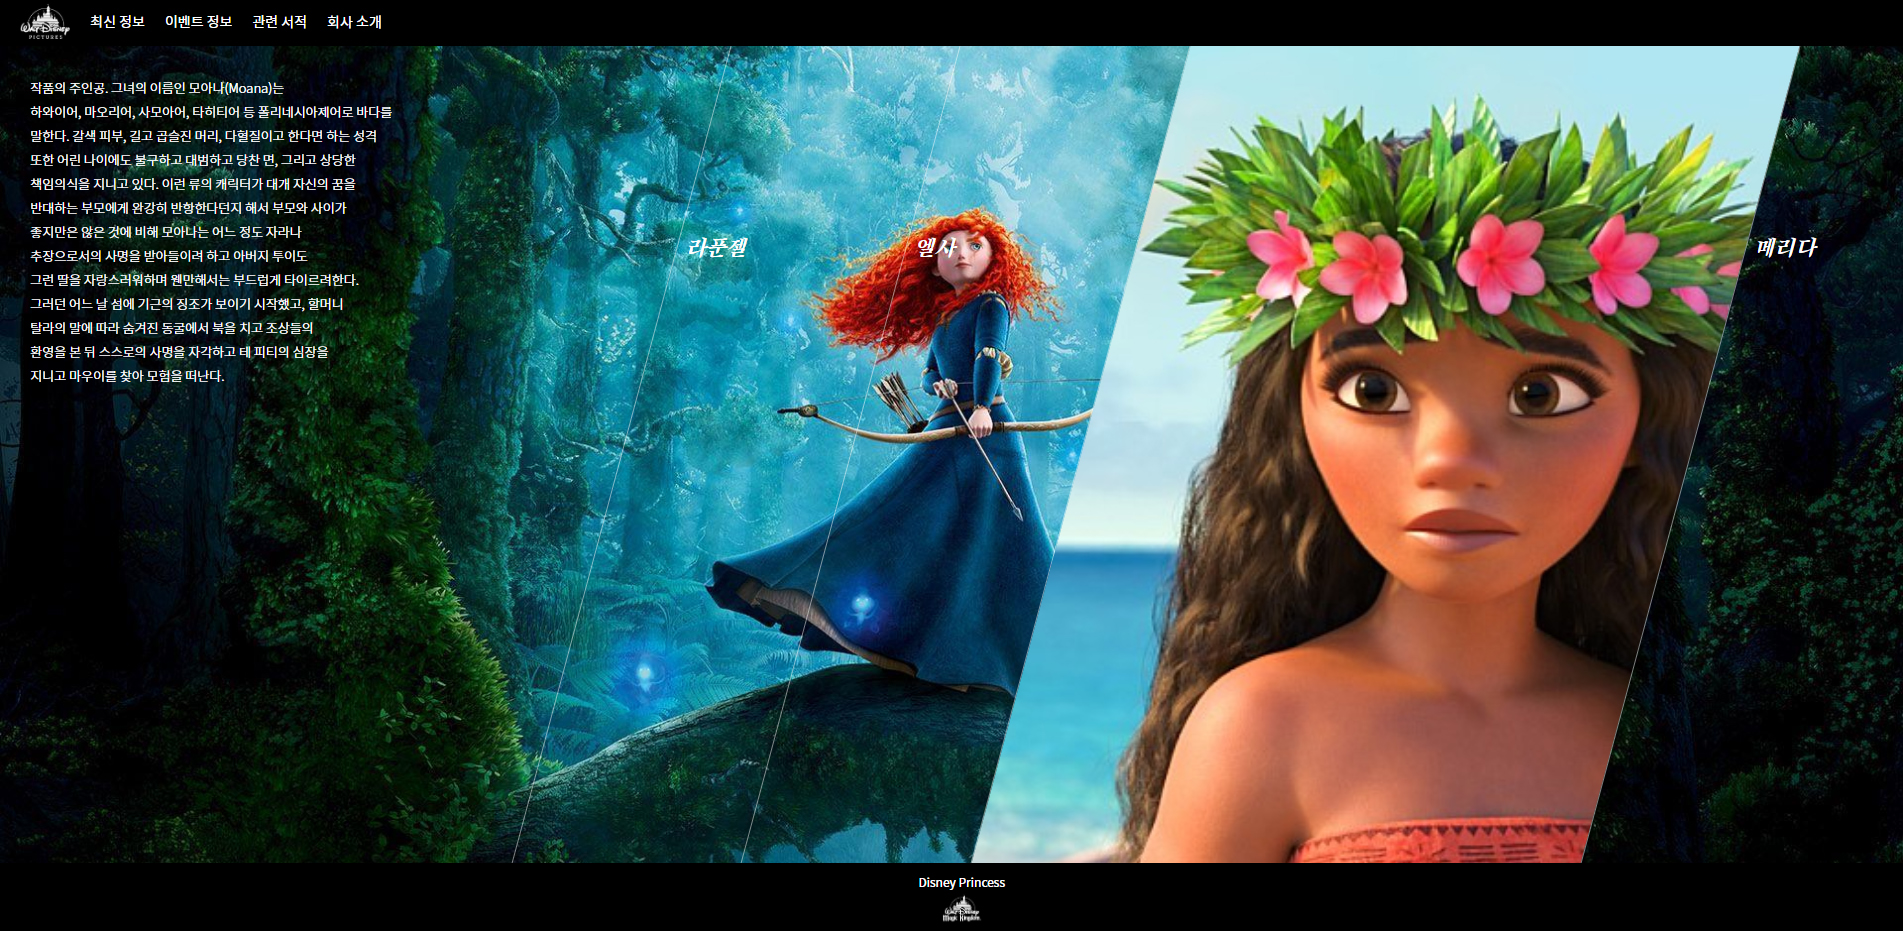 WALT DISNEY
PICTURES
최신 정보
이벤트 정보
관련 서적
회사 소개
작품의 주인공. 그녀의 이름인 모아나(Moana)는
하와이어, 마오리어, 사모아어, 타히티어 등 폴리네시아제어로 바다를
말한다. 갈색 피부, 길고 곱슬진 머리, 다혈질이고 한다면 하는 성격
또한 어린 나이에도 불구하고 대범하고 당찬 면, 그리고 상당한
책임의식을 지니고 있다. 이런 류의 캐릭터가 대개 자신의 꿈을
반대하는 부모에게 완강히 반항한다던지 해서 부모와 사이가
좋지만은 않은 것에 비해 모아나는 어느 정도 자라나
추장으로서의 사명을 받아들이려 하고 아버지 투이도
그런 딸을 자랑스러워하며 웬만해서는 부드럽게 타이르려한다.
그러던 어느 날 섬에 기근의 징조가 보이기 시작했고, 할머니
탈라의 말에 따라 숨겨진 동굴에서 북을 치고 조상들의
환영을 본 뒤 스스로의 사명을 자각하고 테 피티의 심장을
지니고 마우이를 찾아 모험을 떠난다.
라푼젤
엘사
메리다
Disney Princess
Walt Disney
Magic Kingdom